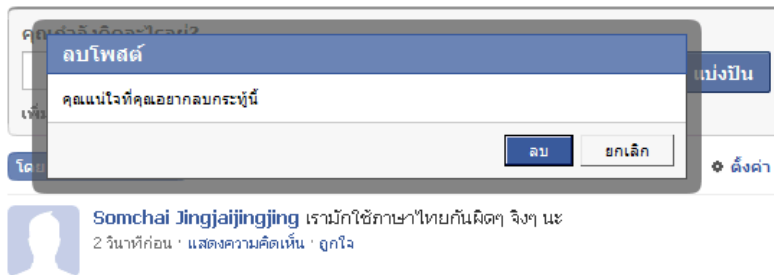 ลบโพสต์
คุณแน่ใจที่คุณอยากลบกระทู้นี้
ลบ ยกเลิก
แบ่งปัน
ตั้งค่า
Somchai Jingjaijingjing เรามักใช้ภาษาไทยกันผิดๆ จิงๆ นะ
2 วินาทีก่อน · แสดงความคิดเห็น · ถูกใจ